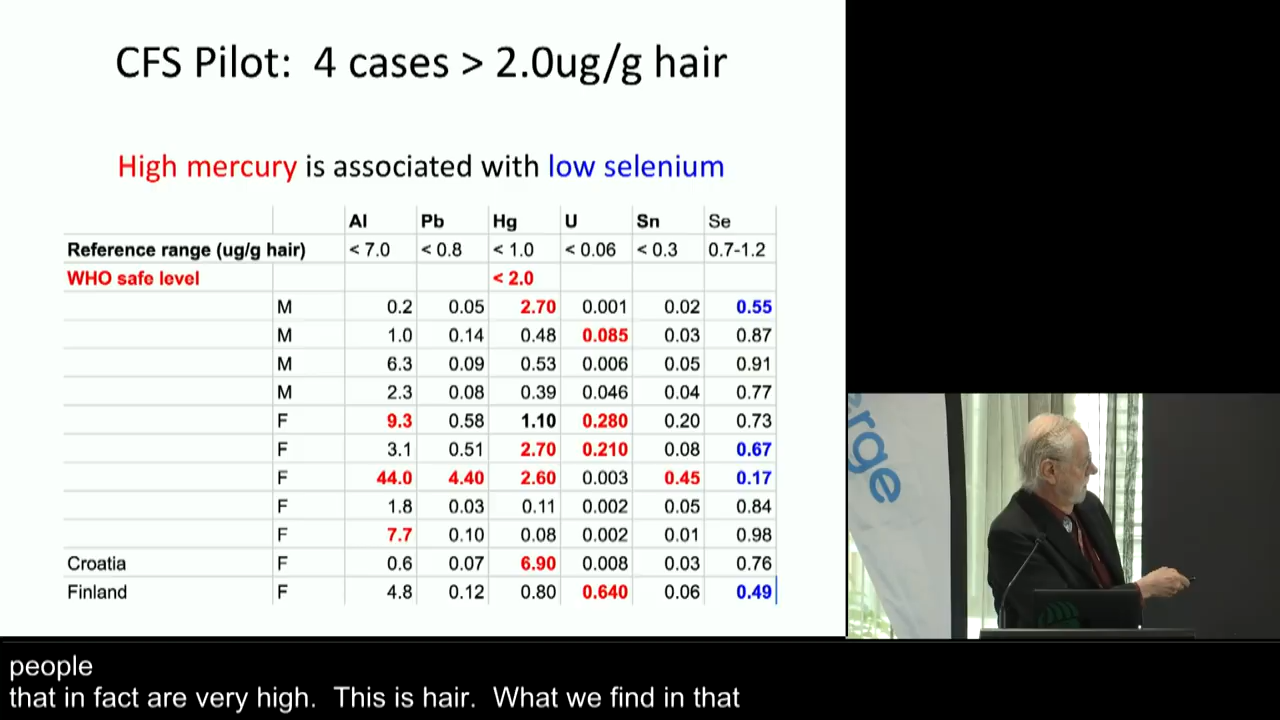 CFS Pilot: 4 cases > 2.0ug/g hair
High mercury is associated with low selenium
Al Pb Hg U Sn Se
Reference range (ug/g hair) < 7.0 < 0.8 < 1.0 < 0.06 < 0.3 0.7-1.2
WHO safe level < 2.0
M 0.2 0.05 2.70 0.001 0.02 0.55
M 1.0 0.14 0.48 0.085 0.03 0.87
M 6.3 0.09 0.53 0.006 0.05 0.91
M 2.3 0.08 0.39 0.046 0.04 0.77
F 9.3 0.58 1.10 0.280 0.20 0.73
F 3.1 0.51 2.70 0.210 0.08 0.67
F 44.0 4.40 2.60 0.003 0.45 0.17
F 1.8 0.03 0.11 0.002 0.05 0.84
F 7.7 0.10 0.08 0.002 0.01 0.98
Croatia F 0.6 0.07 6.90 0.008 0.03 0.76
Finland F 4.8 0.12 0.80 0.640 0.06 0.49
erge
people
that in fact are very high. This is hair. What we find in that